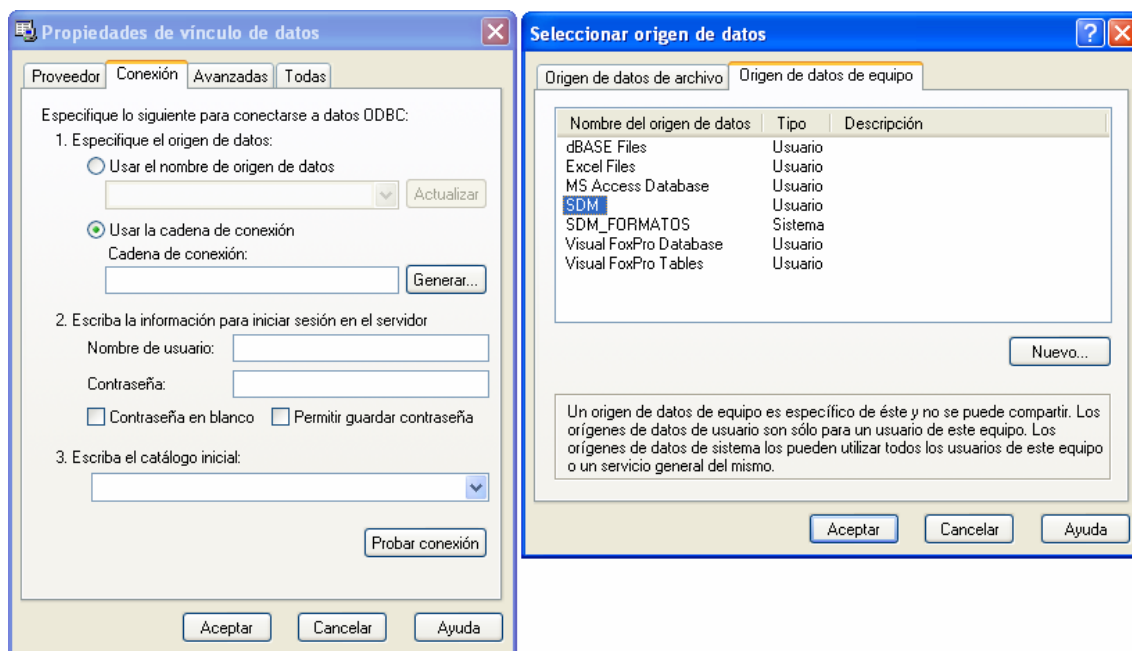 Propiedades de vínculo de datos
Proveedor Conexión Avanzadas Todas
Especifique lo siguiente para conectarse a datos ODBC:
1. Especifique el origen de datos:
Usar el nombre de origen de datos
Actualizar
Usar la cadena de conexión
Cadena de conexión:
Generar...
2. Escriba la información para iniciar sesión en el servidor
Nombre de usuario:
Contraseña:
Contraseña en blanco Permitir guardar contraseña
3. Escriba el catálogo inicial:
Probar conexión
Aceptar Cancelar Ayuda
Seleccionar origen de datos
Origen de datos de archivo Origen de datos de equipo
Nombre del origen de datos Tipo Descripción
dBASE Files Usuario
Excel Files Usuario
MS Access Database Usuario
SDM Usuario
SDM_FORMATOS Sistema
Visual FoxPro Database Usuario
Visual FoxPro Tables Usuario
Nuevo...
Un origen de datos de equipo es específico de éste y no se puede compartir. Los
orígenes de datos de usuario son sólo para un usuario de este equipo. Los
orígenes de datos de sistema los pueden utilizar todos los usuarios de este equipo
o un servicio general del mismo.
Aceptar Cancelar Ayuda